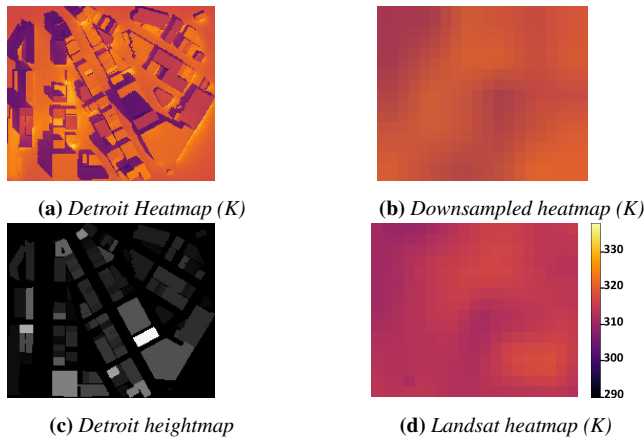 (a) Detroit Heatmap (K)
(b) Downsampled heatmap (K)
330
320
310
300
290
(c) Detroit heightmap
(d) Landsat heatmap (K)